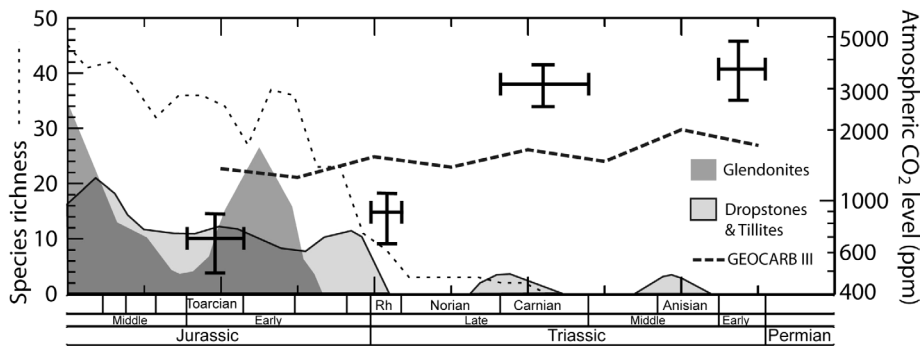 50
40
30
20
10
0
Species richness
5000
3000
2000
1000
600
400
Atmospheric CO2 level (ppm)
Glendonites
Dropstones
& Tillites
GEOCARB III
Toarcian Rh Norian Carnian Anisian
Middle Early Late Middle Early
Jurassic Triassic Permian